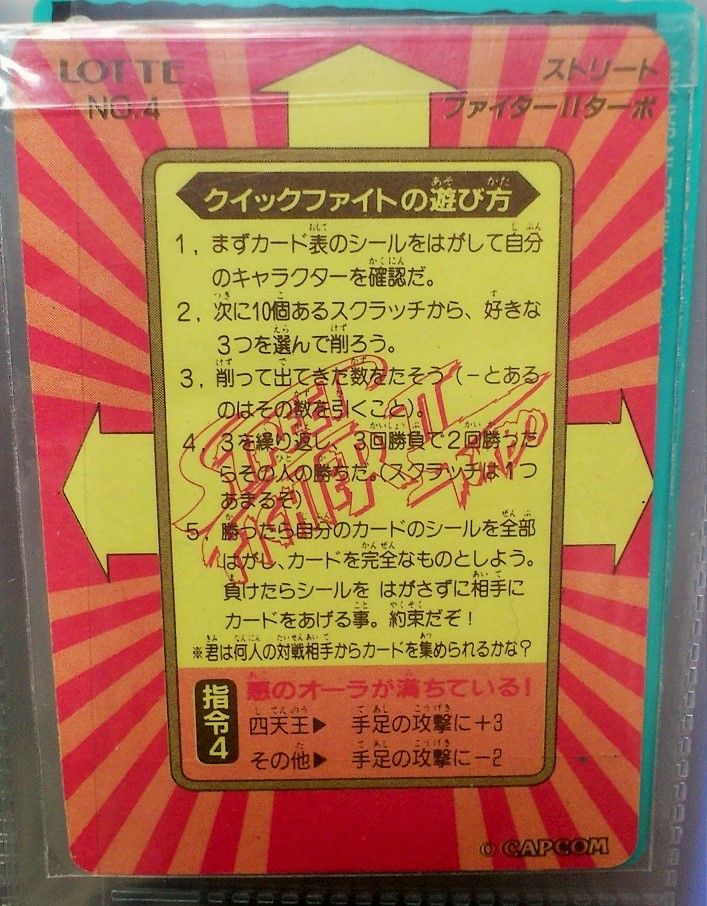 LOTTE
NO.4
ストリート
ファイターIIターボ
クイックファイトの遊び方
1, まずカード表のシールをはがして自分
のキャラクターを確認だ。
2, 次に10個あるスクラッチから、好きな
3つを選んで削ろう。
3, 削って出てきた数をたそう(−とある
のはその数を引くこと)。
4, 3を繰り返し、3回勝負で2回勝った
らその人の勝ちだ。(スクラッチは1つ
あまるぞ)
5, 勝ったら自分のカードのシールを全部
はがし、カードを完全なものとしよう。
負けたらシールを はがさずに相手に
カードをあげる事。約束だぞ!
※君は何人の対戦相手からカードを集められるかな?
指令4
悪のオーラが満ちている!
四天王▶ 手足の攻撃に+3
その他▶ 手足の攻撃に−2
© CAPCOM